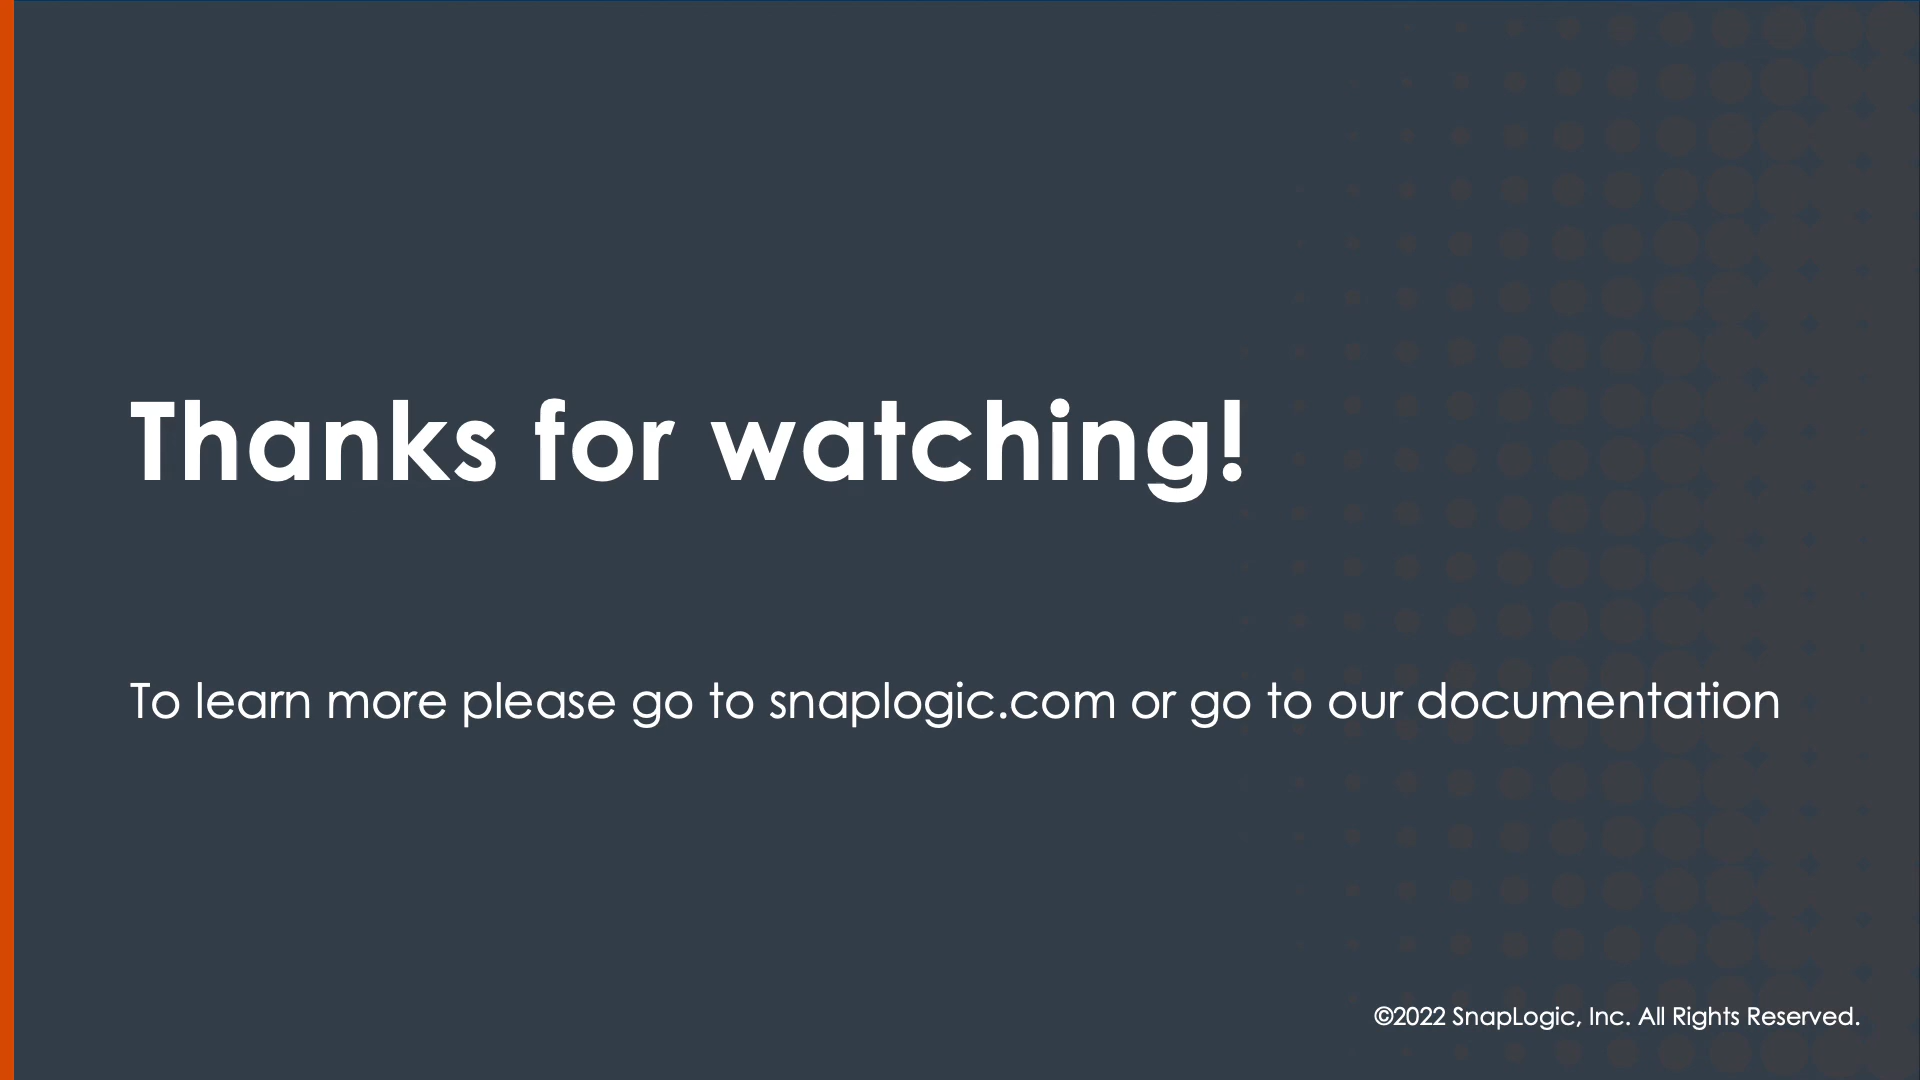 Thanks for watching!
To learn more please go to snaplogic.com or go to our documentation
©2022 SnapLogic, Inc. All Rights Reserved.